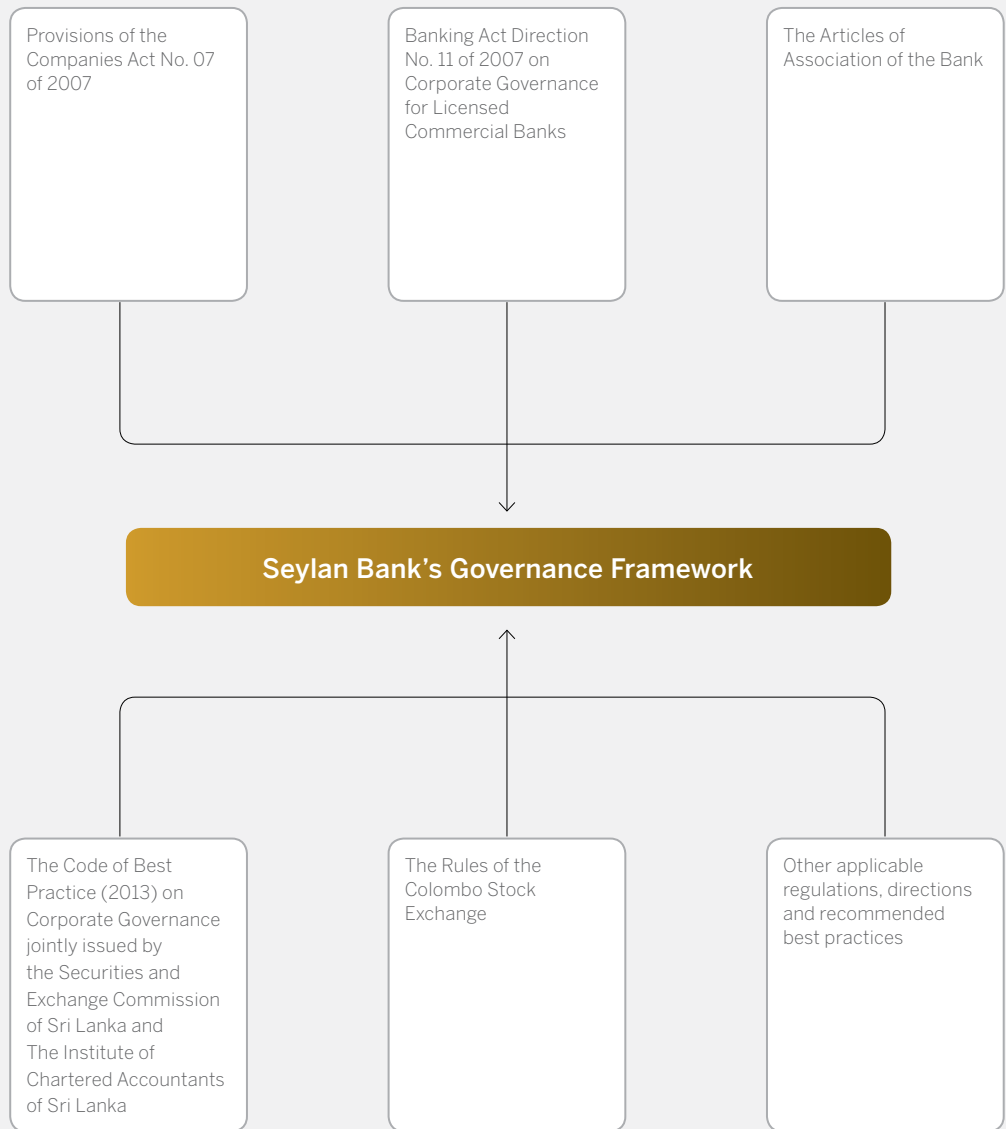 Provisions of the
Companies Act No. 07
of 2007
Banking Act Direction
No. 11 of 2007 on
Corporate Governance
for Licensed
Commercial Banks
The Articles of
Association of the Bank
Seylan Bank's Governance Framework
The Code of Best
Practice (2013) on
Corporate Governance
jointly issued by
the Securities and
Exchange Commission
of Sri Lanka and
The Institute of
Chartered Accountants
of Sri Lanka
The Rules of the
Colombo Stock
Exchange
Other applicable
regulations, directions
and recommended
best practices